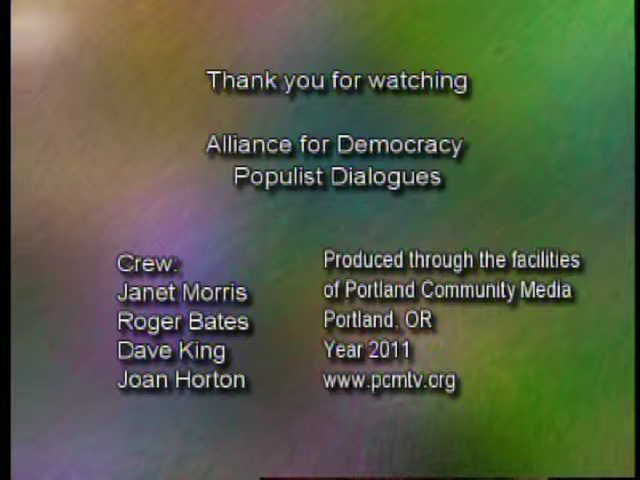 Thank you for watching
Alliance for Democracy
Populist Dialogues
Crew:
Janet Morris
Roger Bates
Dave King
Joan Horton
Produced through the facilities
of Portland Community Media
Portland, OR
Year 2011
www.pcmtv.org